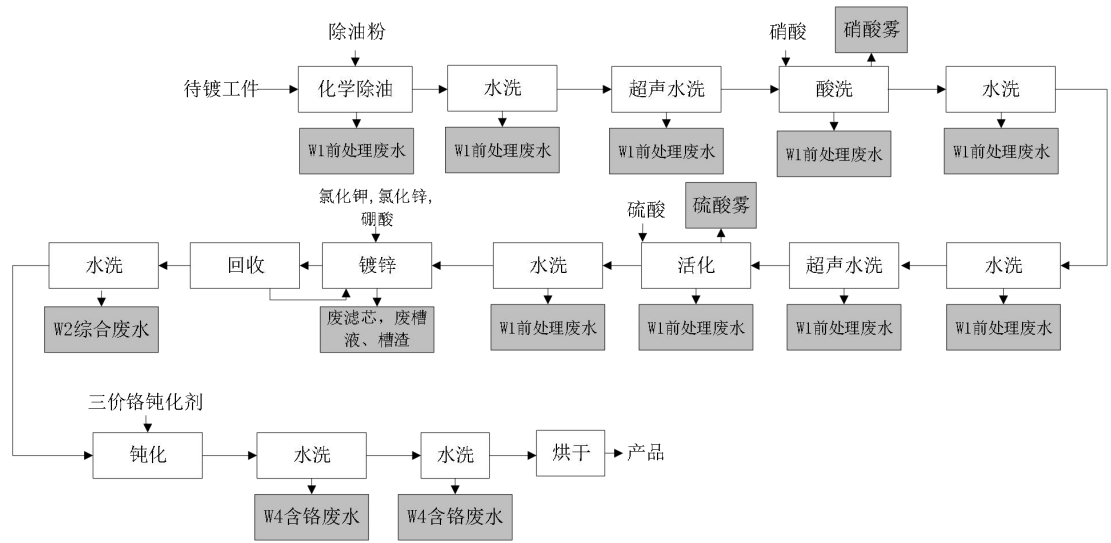 除油粉
硝酸
硝酸雾
待镀工件
化学除油
水洗
超声水洗
酸洗
水洗
W1前处理废水
W1前处理废水
W1前处理废水
W1前处理废水
W1前处理废水
氯化钾,氯化锌,
硼酸
硫酸
硫酸雾
水洗
回收
镀锌
水洗
活化
超声水洗
水洗
W2综合废水
废滤芯，废槽
液、槽渣
W1前处理废水
W1前处理废水
W1前处理废水
W1前处理废水
三价铬钝化剂
钝化
水洗
水洗
烘干
产品
W4含铬废水
W4含铬废水